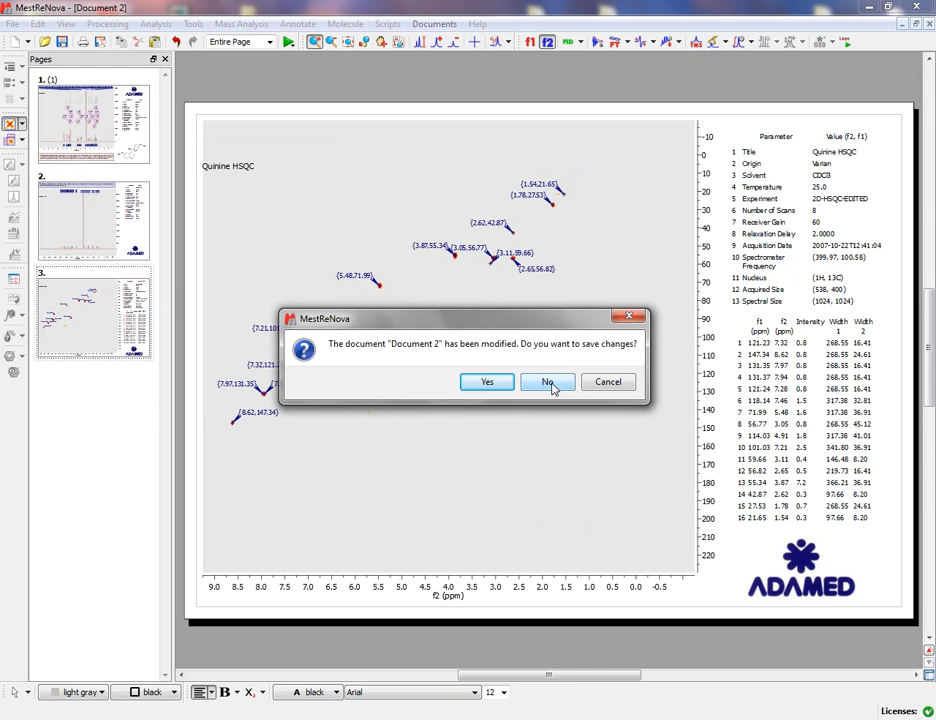 MestReNova - [Document 2]
File Edit View Processing Analysis Tools Mass Analysis Annotate Molecule Scripts Documents Help
Entire Page f1 f2 FID FT
Pages
1. (1)
2.
3.
Quinine HSQC
{1.54,21.65}
{1.78,27.53}
{2.62,42.87}
{3.87,55.34} {3.05,56.77} {3.11,59.66}
{2.65,56.82}
{5.48,71.99}
{7.97,131.35}
{8.62,147.34}
-10
0
10
20
30
40
50
60
70
80
90
100
110
120
130
140
150
160
170
180
190
200
210
220
9.0 8.5 8.0 7.5 7.0 6.5 6.0 5.5 5.0 4.5 4.0 3.5 3.0 2.5 2.0 1.5 1.0 0.5 0.0 -0.5
f2 (ppm)
Parameter Value (f2, f1)
1 Title Quinine HSQC
2 Origin Varian
3 Solvent CDCl3
4 Temperature 25.0
5 Experiment 2D-HSQC-EDITED
6 Number of Scans 8
7 Receiver Gain 60
8 Relaxation Delay 2.0000
9 Acquisition Date 2007-10-22T12:41:04
10 Spectrometer Frequency (399.97, 100.58)
11 Nucleus (1H, 13C)
12 Acquired Size (538, 400)
13 Spectral Size (1024, 1024)
f1 (ppm) f2 (ppm) Intensity Width 1 Width 2
1 121.23 7.32 0.8 268.55 16.41
2 147.34 8.62 0.8 268.55 24.61
3 131.35 7.97 0.8 268.55 16.41
4 131.37 7.94 0.8 268.55 16.41
5 121.24 7.28 0.8 268.55 16.41
6 118.14 7.46 1.5 317.38 32.81
7 71.99 5.48 1.6 317.38 36.91
8 56.77 3.05 0.8 268.55 45.12
9 114.03 4.91 1.8 317.38 41.01
10 101.03 7.21 2.5 341.80 36.91
11 59.66 3.11 0.4 146.48 8.20
12 56.82 2.65 0.5 219.73 16.41
13 55.34 3.87 7.2 366.21 36.91
14 42.87 2.62 0.3 97.66 8.20
15 27.53 1.78 0.7 268.55 24.61
16 21.65 1.54 0.3 97.66 8.20
ADAMED
MestReNova
The document "Document 2" has been modified. Do you want to save changes?
Yes No Cancel
light gray black B X₂ A black Arial 12
Licenses: